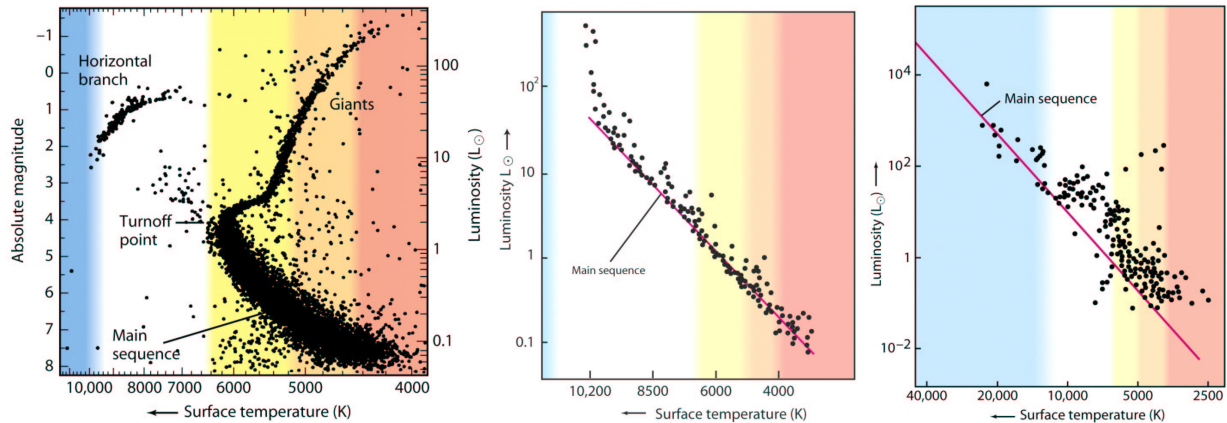 Absolute magnitude
−1
0
1
2
3
4
5
6
7
8
Horizontal
branch
Giants
Turnoff
point
Main
sequence
100
10
1
0.1
Luminosity (L☉)
10,000
8000
7000
6000
5000
4000
← Surface temperature (K)
Luminosity L☉ →
10²
10
1
0.1
Main sequence
10,200
8500
6000
4000
← Surface temperature (K)
Luminosity (L☉) →
10⁴
10²
1
10⁻²
Main sequence
40,000
20,000
10,000
5000
2500
← Surface temperature (K)